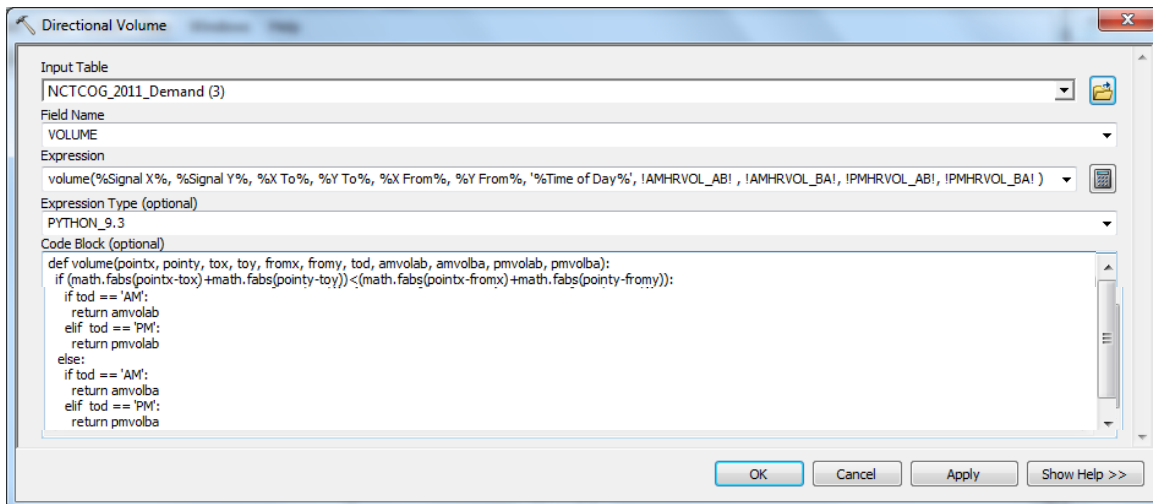 Directional Volume
Windows Help
Input Table
NCTCOG_2011_Demand (3)
Field Name
VOLUME
Expression
volume(%Signal X%, %Signal Y%, %X To%, %Y To%, %X From%, %Y From%, '%Time of Day%', !AMHRVOL_AB! , !AMHRVOL_BA!, !PMHRVOL_AB!, !PMHRVOL_BA! )
Expression Type (optional)
PYTHON_9.3
Code Block (optional)
def volume(pointx, pointy, tox, toy, fromx, fromy, tod, amvolab, amvolba, pmvolab, pmvolba):
if (math.fabs(pointx-tox)+math.fabs(pointy-toy))<(math.fabs(pointx-fromx)+math.fabs(pointy-fromy)):
if tod == 'AM':
return amvolab
elif tod == 'PM':
return pmvolab
else:
if tod == 'AM':
return amvolba
elif tod == 'PM':
return pmvolba
OK Cancel Apply Show Help >>